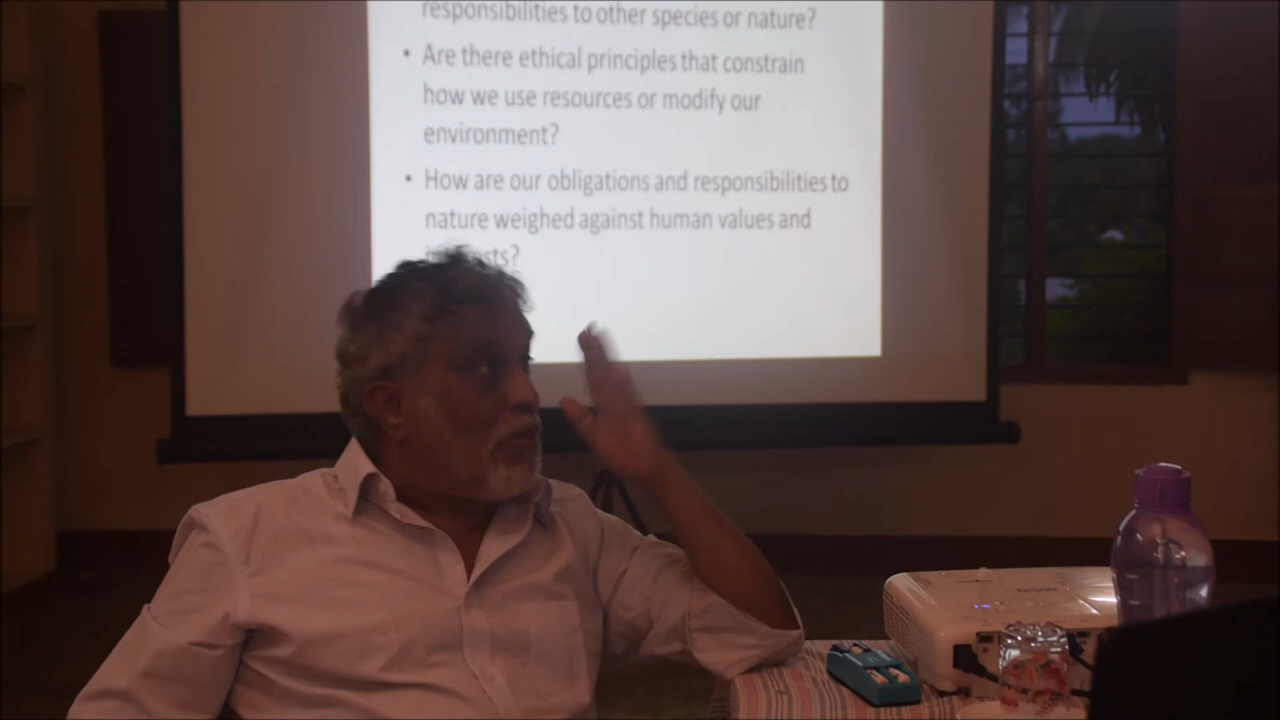 responsibilities to other species or nature?
• Are there ethical principles that constrain
how we use resources or modify our
environment?
• How are our obligations and responsibilities to
nature weighed against human values and
EPSON